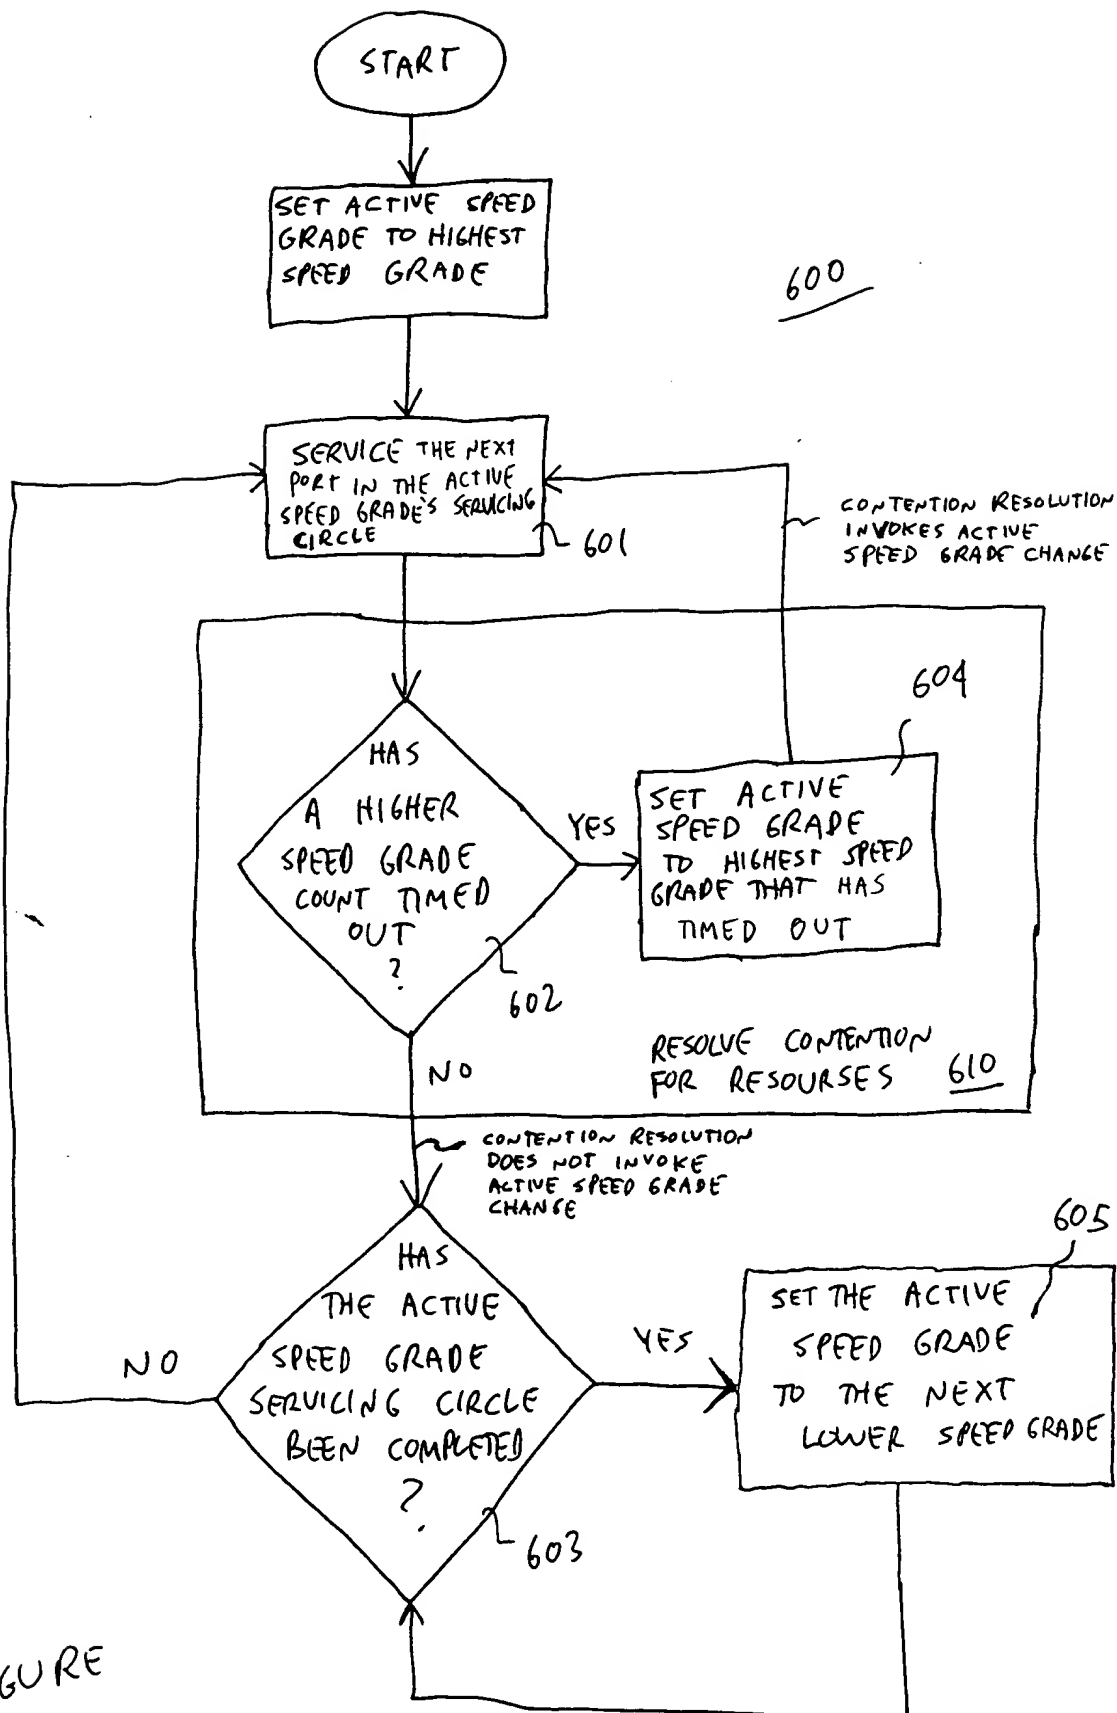 START
SET ACTIVE SPEED
GRADE TO HIGHEST
SPEED GRADE
600
SERVICE THE NEXT
PORT IN THE ACTIVE
SPEED GRADE'S SERVICING
CIRCLE
601
CONTENTION RESOLUTION
INVOKES ACTIVE
SPEED GRADE CHANGE
604
HAS
A HIGHER
SPEED GRADE
COUNT TIMED
OUT
?
602
YES
SET ACTIVE
SPEED GRADE
TO HIGHEST SPEED
GRADE THAT HAS
TIMED OUT
RESOLVE CONTENTION
FOR RESOURSES 610
NO
CONTENTION RESOLUTION
DOES NOT INVOKE
ACTIVE SPEED GRADE
CHANGE
605
HAS
THE ACTIVE
SPEED GRADE
SERVICING CIRCLE
BEEN COMPLETED
?
603
NO
YES
SET THE ACTIVE
SPEED GRADE
TO THE NEXT
LOWER SPEED GRADE
GURE